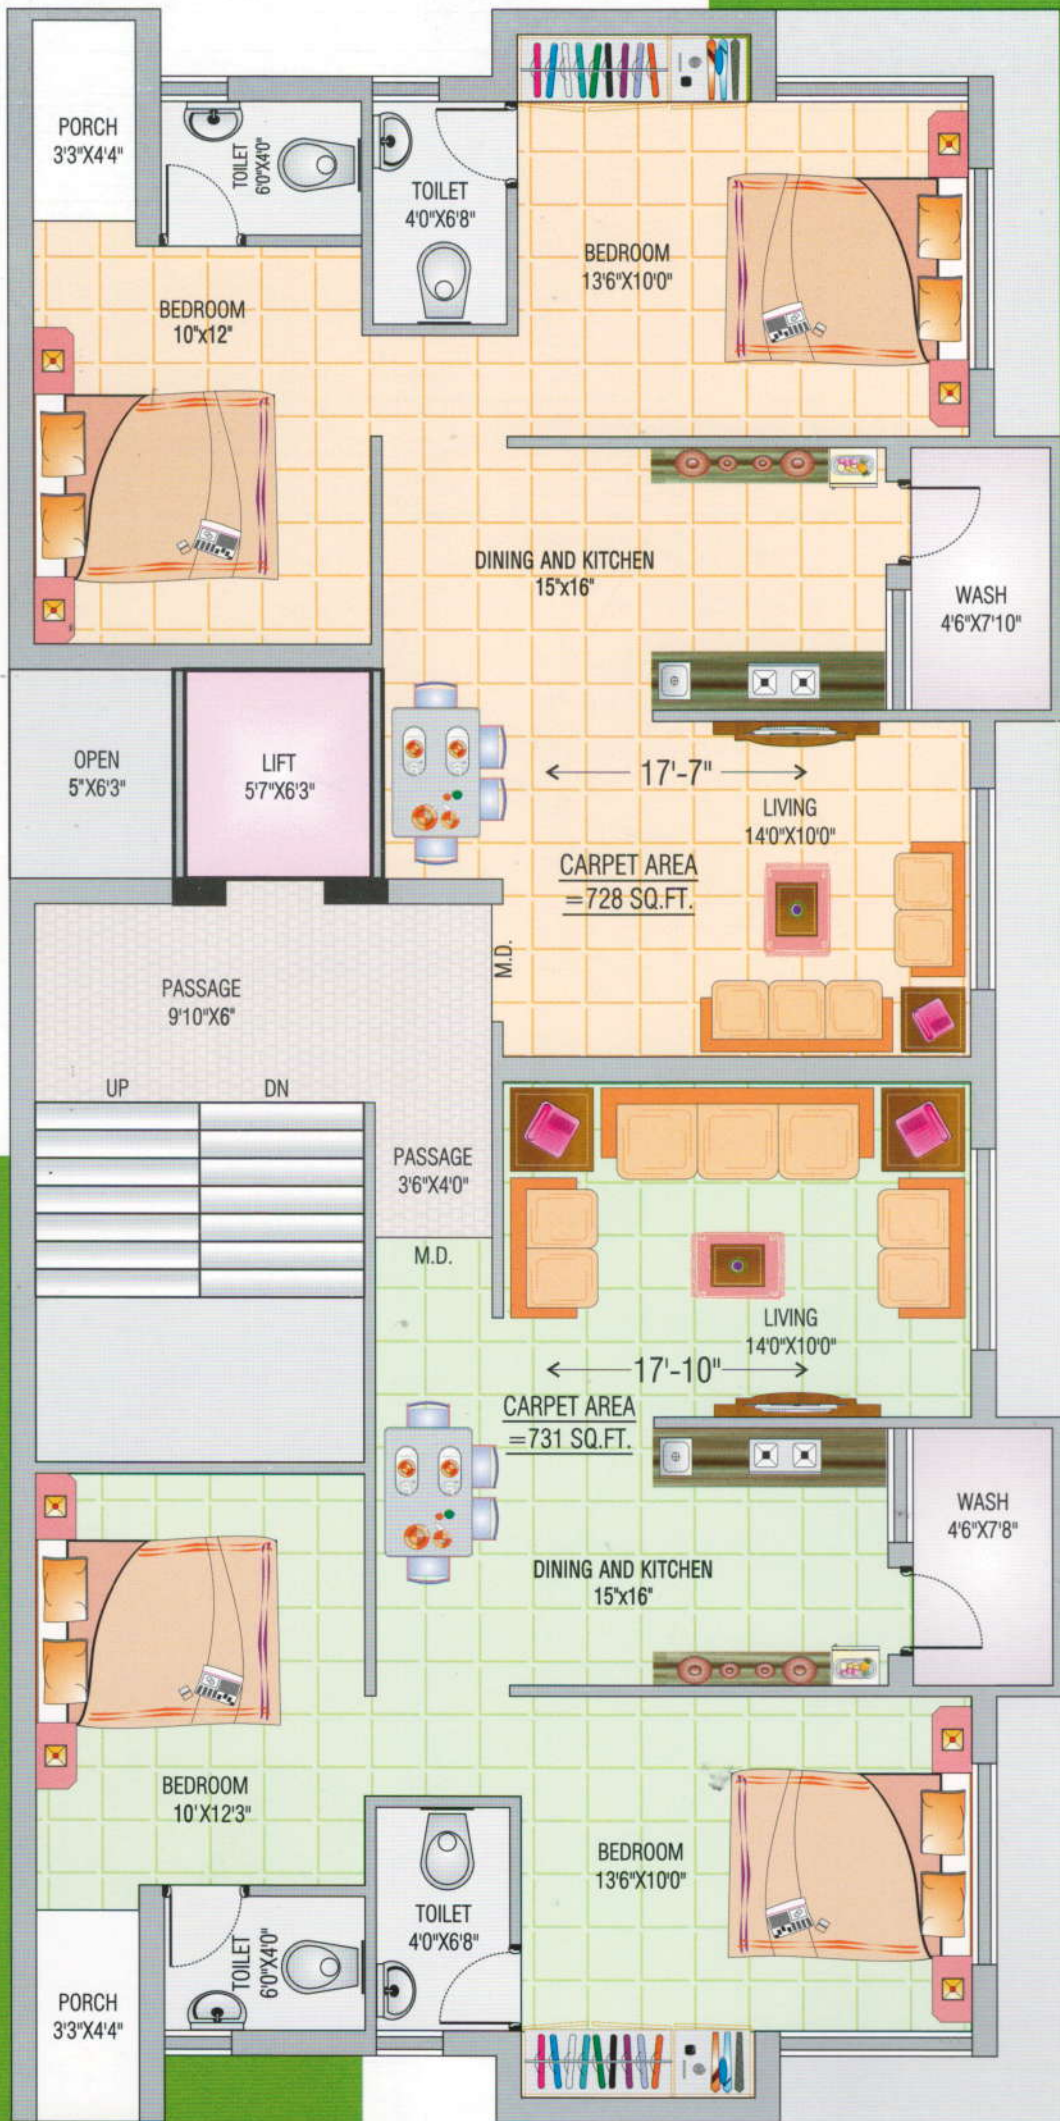 PORCH
3'3"X4'4"
TOILET
6'0"X4'0"
TOILET
4'0"X6'8"
BEDROOM
13'6"X10'0"
BEDROOM
10"x12"
DINING AND KITCHEN
15"x16"
WASH
4'6"X7'10"
OPEN
5"X6'3"
LIFT
5'7"X6'3"
17'-7"
LIVING
14'0"X10'0"
CARPET AREA
=728 SQ.FT.
M.D.
PASSAGE
9'10"X6"
UP
DN
PASSAGE
3'6"X4'0"
M.D.
LIVING
14'0"X10'0"
17'-10"
CARPET AREA
=731 SQ.FT.
WASH
4'6"X7'8"
DINING AND KITCHEN
15"x16"
BEDROOM
10'X12'3"
BEDROOM
13'6"X10'0"
TOILET
4'0"X6'8"
TOILET
6'0"X4'0"
PORCH
3'3"X4'4"